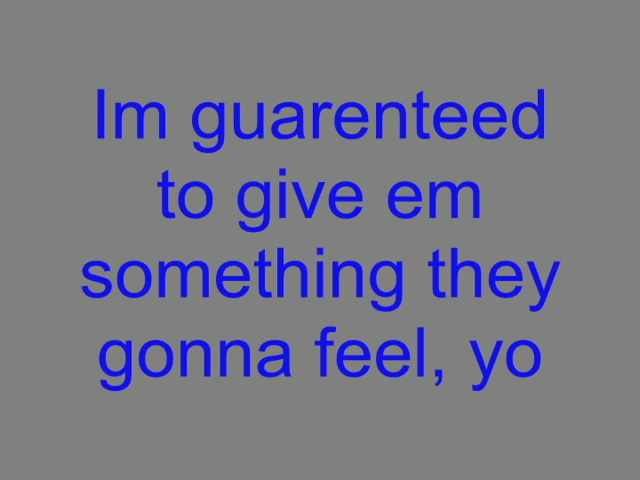 Im guarenteed
to give em
something they
gonna feel, yo